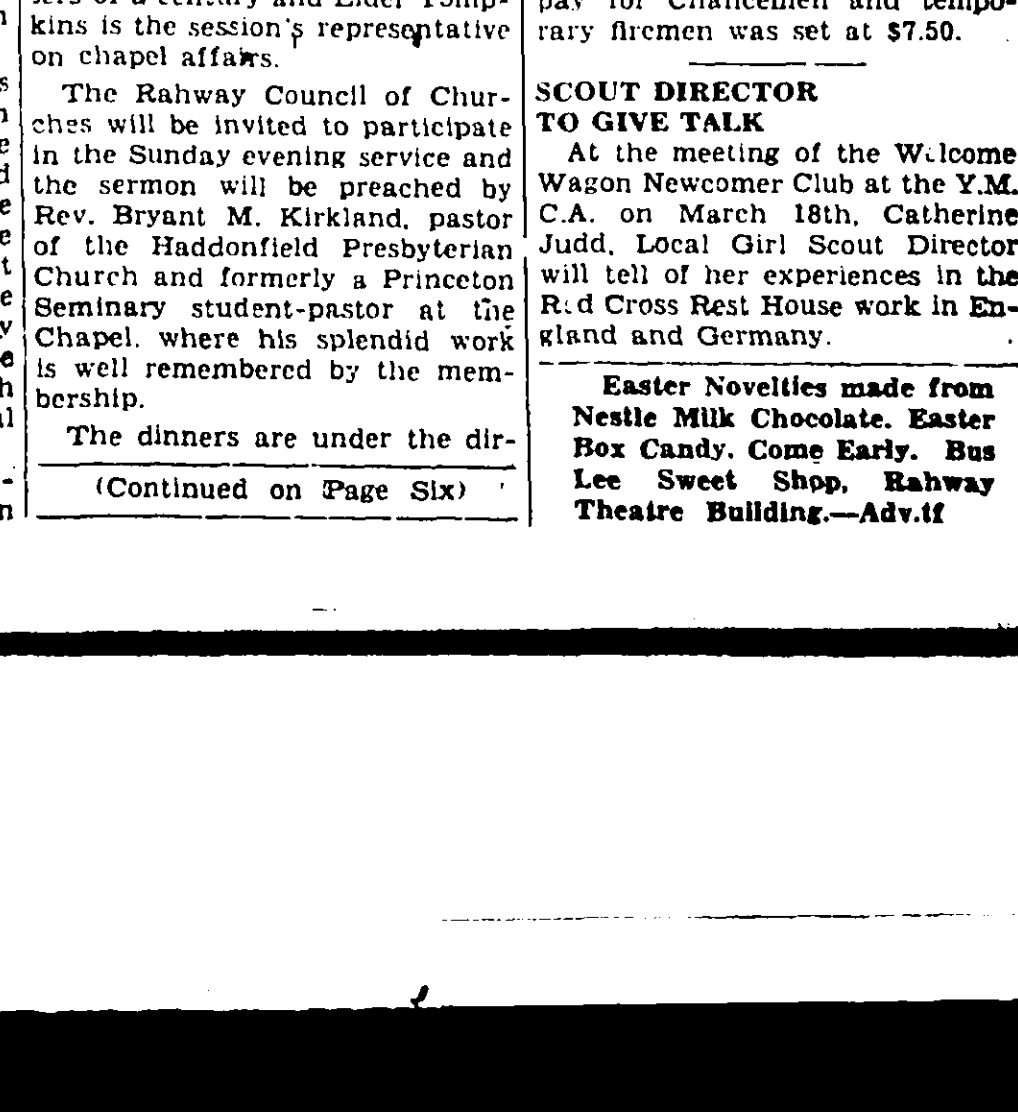 kins is the session's representative
on chapel affairs.
The Rahway Council of Chur-
ches will be invited to participate
in the Sunday evening service and
the sermon will be preached by
Rev. Bryant M. Kirkland, pastor
of the Haddonfield Presbyterian
Church and formerly a Princeton
Seminary student-pastor at the
Chapel, where his splendid work
is well remembered by the mem-
bership.
The dinners are under the dir-
(Continued on Page Six)
pay for Chancemen and tempo-
rary firemen was set at $7.50.
SCOUT DIRECTOR
TO GIVE TALK
At the meeting of the Welcome
Wagon Newcomer Club at the Y.M.
C.A. on March 18th, Catherine
Judd, Local Girl Scout Director
will tell of her experiences in the
Red Cross Rest House work in En-
gland and Germany.
Easter Novelties made from
Nestle Milk Chocolate. Easter
Box Candy. Come Early. Bus
Lee Sweet Shop, Rahway
Theatre Building.—Adv.tf